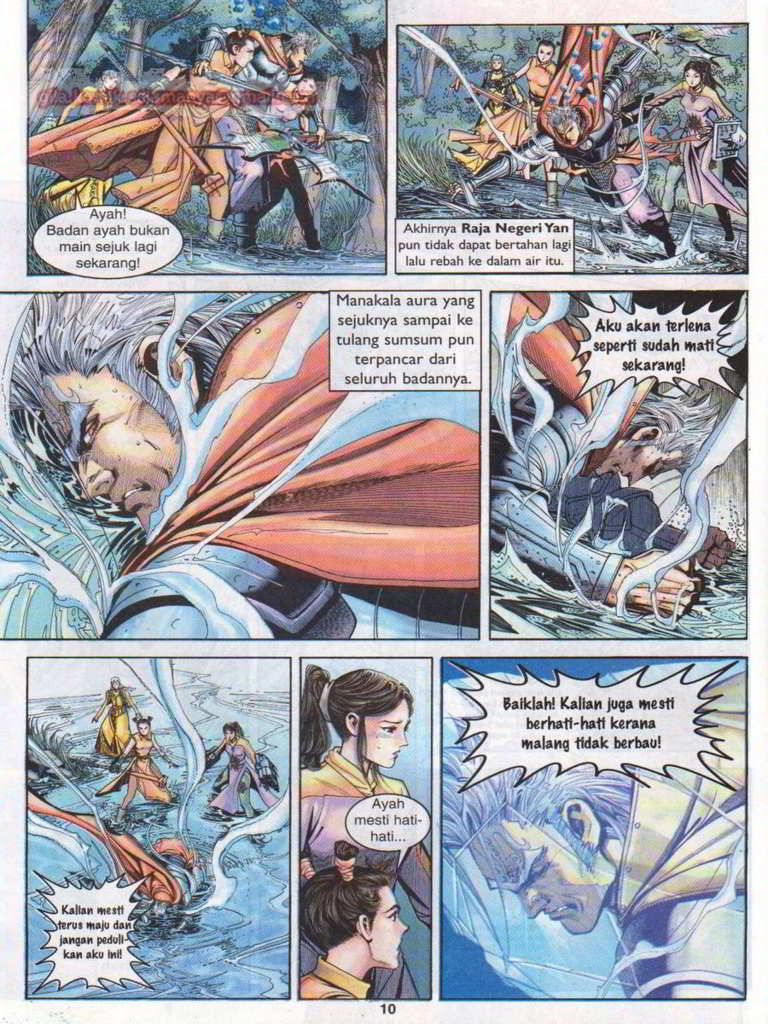 Ayah!
Badan ayah bukan
main sejuk lagi
sekarang!
Akhirnya Raja Negeri Yan
pun tidak dapat bertahan lagi
lalu rebah ke dalam air itu.
Manakala aura yang
sejuknya sampai ke
tulang sumsum pun
terpancar dari
seluruh badannya.
Aku akan terlena
seperti sudah mati
sekarang!
Kalian mesti
terus maju dan
jangan peduli-
kan aku ini!
Ayah
mesti hati-
hati...
Baiklah! Kalian juga mesti
berhati-hati kerana
malang tidak berbau!
10